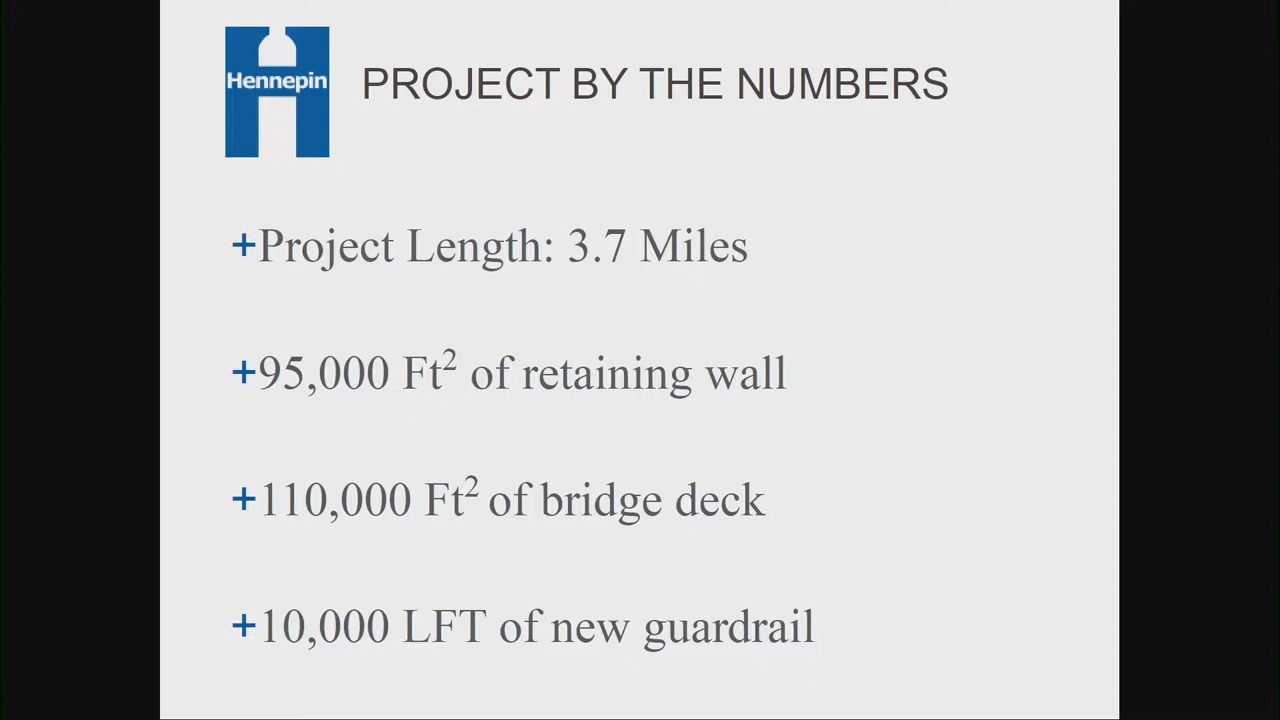 Hennepin
PROJECT BY THE NUMBERS
+Project Length: 3.7 Miles
+95,000 Ft² of retaining wall
+110,000 Ft² of bridge deck
+10,000 LFT of new guardrail